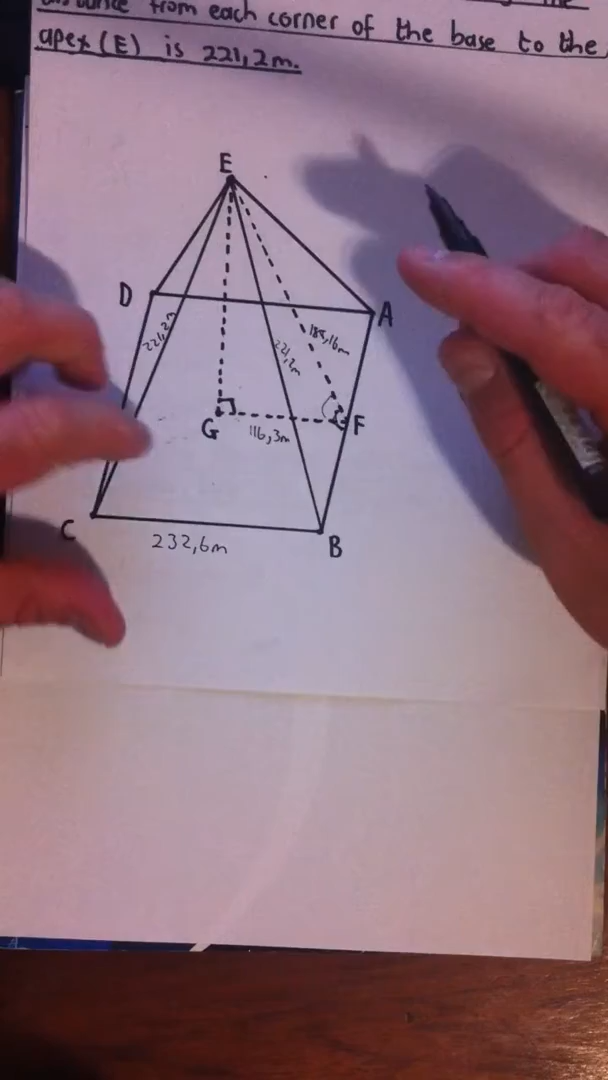 from each corner of the base to the
apex (E) is 221,2m.
E
D
A
221,2m
221,2m
188,16m
G
116,3m
F
C
232,6m
B